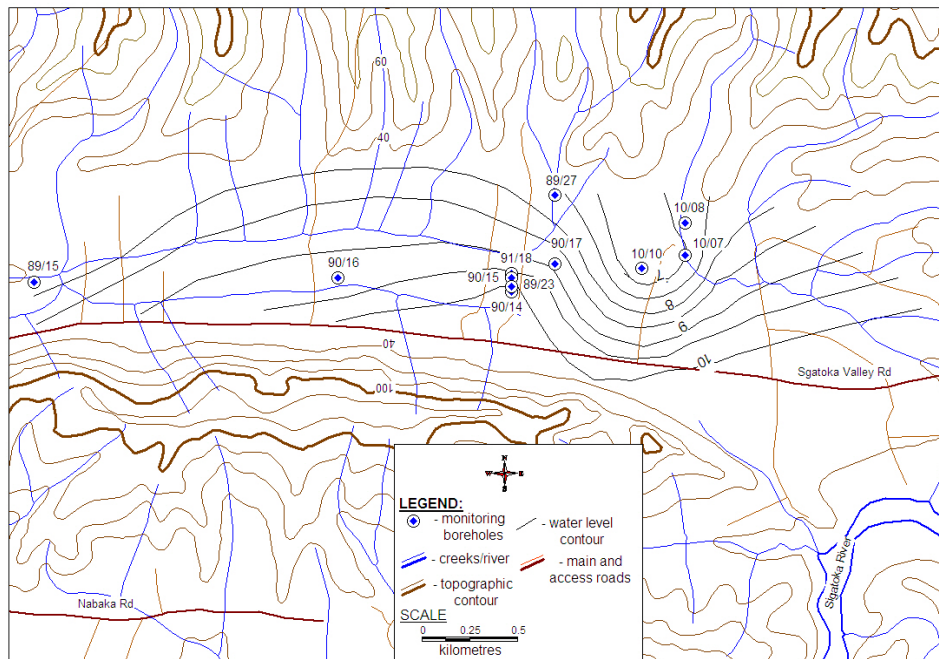 60
40
89/27
10/08
90/17
10/07
91/18
10/10
7
89/15
90/16
90/15
89/23
90/14
8
9
10
40
100
Sgatoka Valley Rd
N
W E
S
LEGEND:
- monitoring
boreholes
- water level
contour
- creeks/river
- main and
access roads
- topographic
contour
SCALE
0 0.25 0.5
kilometres
Nabaka Rd
Sigatoka River